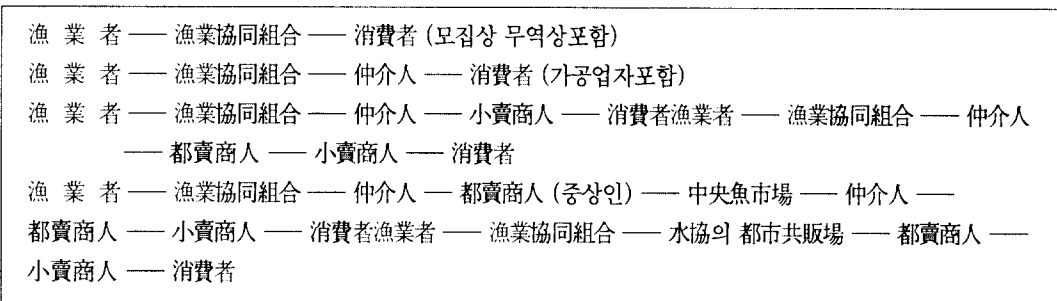 漁 業 者 ── 漁業協同組合 ── 消費者 (모집상 무역상포함)
漁 業 者 ── 漁業協同組合 ── 仲介人 ── 消費者 (가공업자포함)
漁 業 者 ── 漁業協同組合 ── 仲介人 ── 小賣商人 ── 消費者漁業者 ── 漁業協同組合 ── 仲介人
── 都賣商人 ── 小賣商人 ── 消費者
漁 業 者 ── 漁業協同組合 ── 仲介人 ─ 都賣商人 (중상인) ── 中央魚市場 ── 仲介人 ──
都賣商人 ── 小賣商人 ── 消費者漁業者 ── 漁業協同組合 ── 水協의 都市共販場 ── 都賣商人 ──
小賣商人 ── 消費者